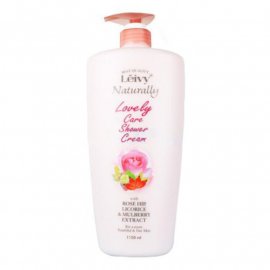 Leivy
Naturally
Lovely
Care
Shower
Cream
with
ROSE HIP
LICORICE
& MULBERRY
EXTRACT
1150 ml